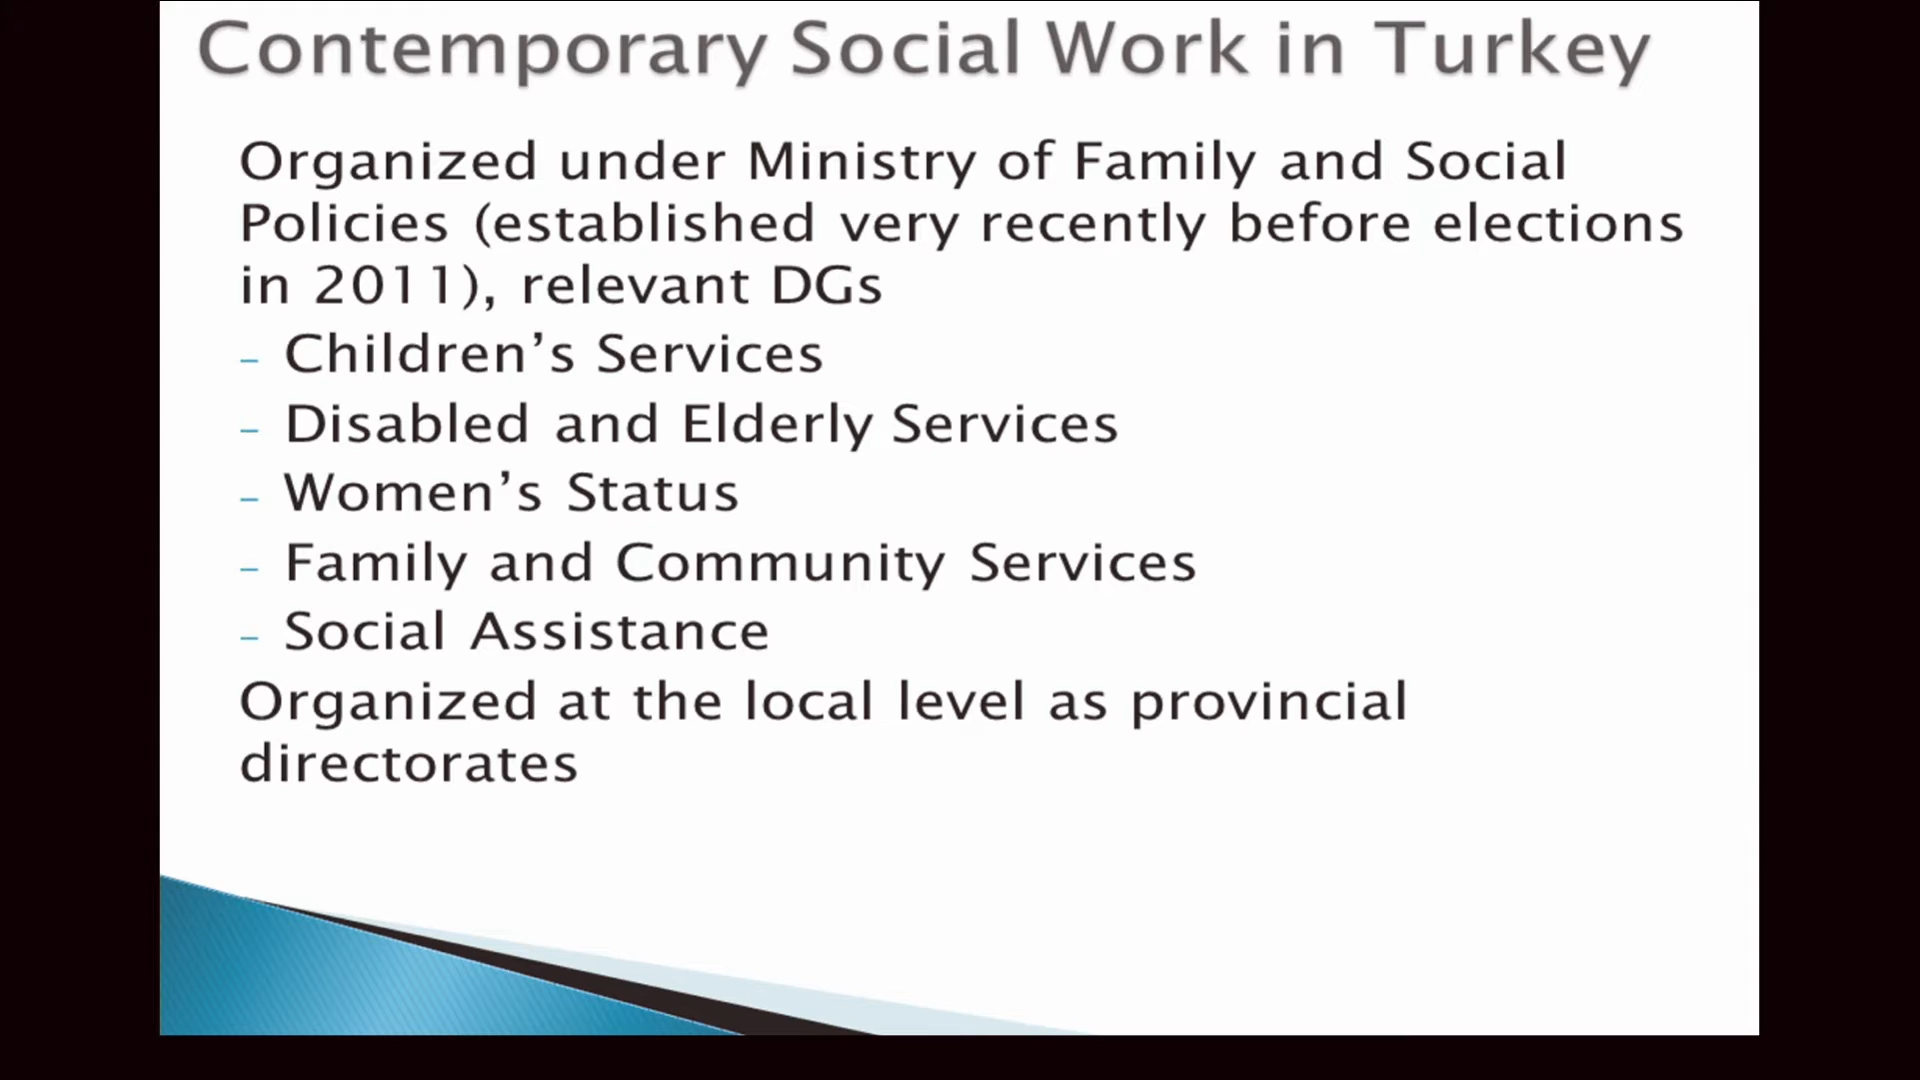 Contemporary Social Work in Turkey
Organized under Ministry of Family and Social
Policies (established very recently before elections
in 2011), relevant DGs
– Children’s Services
– Disabled and Elderly Services
– Women’s Status
– Family and Community Services
– Social Assistance
Organized at the local level as provincial
directorates